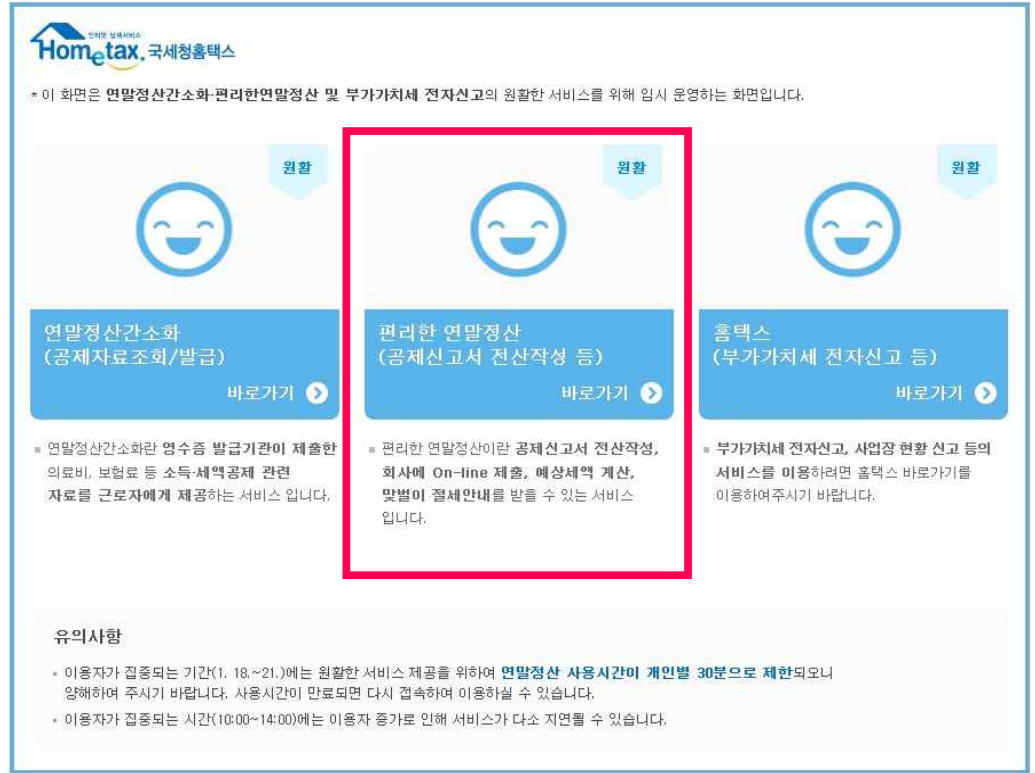 인터넷 납세서비스
Hometax. 국세청홈택스
* 이 화면은 연말정산간소화·편리한연말정산 및 부가가치세 전자신고의 원활한 서비스를 위해 임시 운영하는 화면입니다.
원활
원활
원활
연말정산간소화
(공제자료조회/발급)
바로가기
편리한 연말정산
(공제신고서 전산작성 등)
바로가기
홈택스
(부가가치세 전자신고 등)
바로가기
연말정산간소화란 영수증 발급기관이 제출한
의료비, 보험료 등 소득·세액공제 관련
자료를 근로자에게 제공하는 서비스 입니다.
편리한 연말정산이란 공제신고서 전산작성,
회사에 On-line 제출, 예상세액 계산,
맞벌이 절세안내를 받을 수 있는 서비스
입니다.
부가가치세 전자신고, 사업장 현황 신고 등의
서비스를 이용하려면 홈택스 바로가기를
이용하여주시기 바랍니다.
유의사항
이용자가 집중되는 기간(1. 18.~21.)에는 원활한 서비스 제공을 위하여 연말정산 사용시간이 개인별 30분으로 제한되오니
양해하여 주시기 바랍니다. 사용시간이 만료되면 다시 접속하여 이용하실 수 있습니다.
이용자가 집중되는 시간(10:00~14:00)에는 이용자 증가로 인해 서비스가 다소 지연될 수 있습니다.